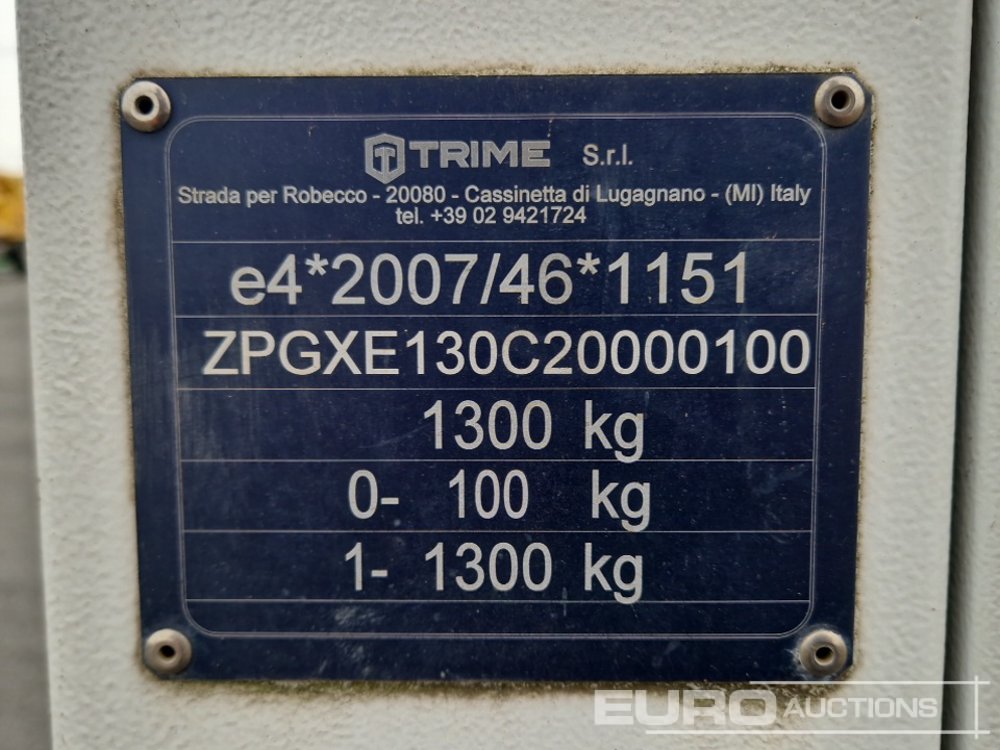 TRIME S.r.l.
Strada per Robecco - 20080 - Cassinetta di Lugagnano - (MI) Italy
tel. +39 02 9421724
e4*2007/46*1151
ZPGXE130C20000100
1300 kg
0- 100 kg
1- 1300 kg
EURO AUCTIONS